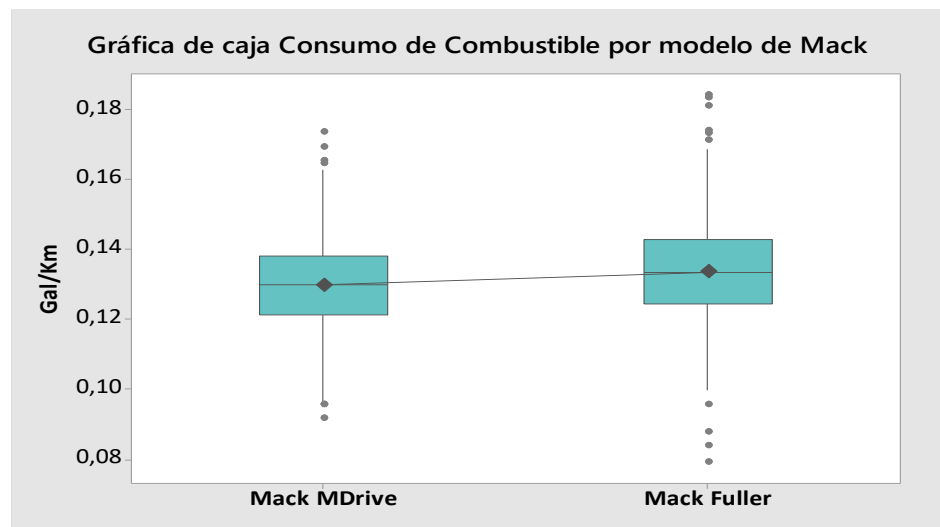 Gráfica de caja Consumo de Combustible por modelo de Mack
Gal/Km
0,18
0,16
0,14
0,12
0,10
0,08
Mack MDrive
Mack Fuller